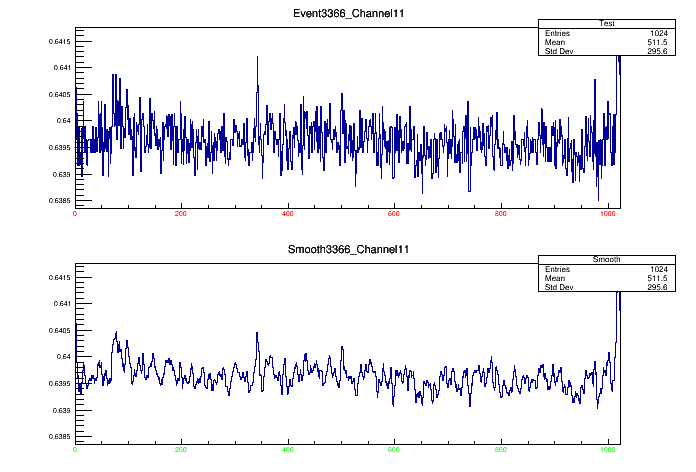 Event3366_Channel11
Test
Entries 1024
Mean 511.5
Std Dev 295.6
0.6415
0.641
0.6405
0.64
0.6395
0.639
0.6385
0 200 400 600 800 1000
Smooth3366_Channel11
Smooth
Entries 1024
Mean 511.5
Std Dev 295.6
0.6415
0.641
0.6405
0.64
0.6395
0.639
0.6385
0 200 400 600 800 1000